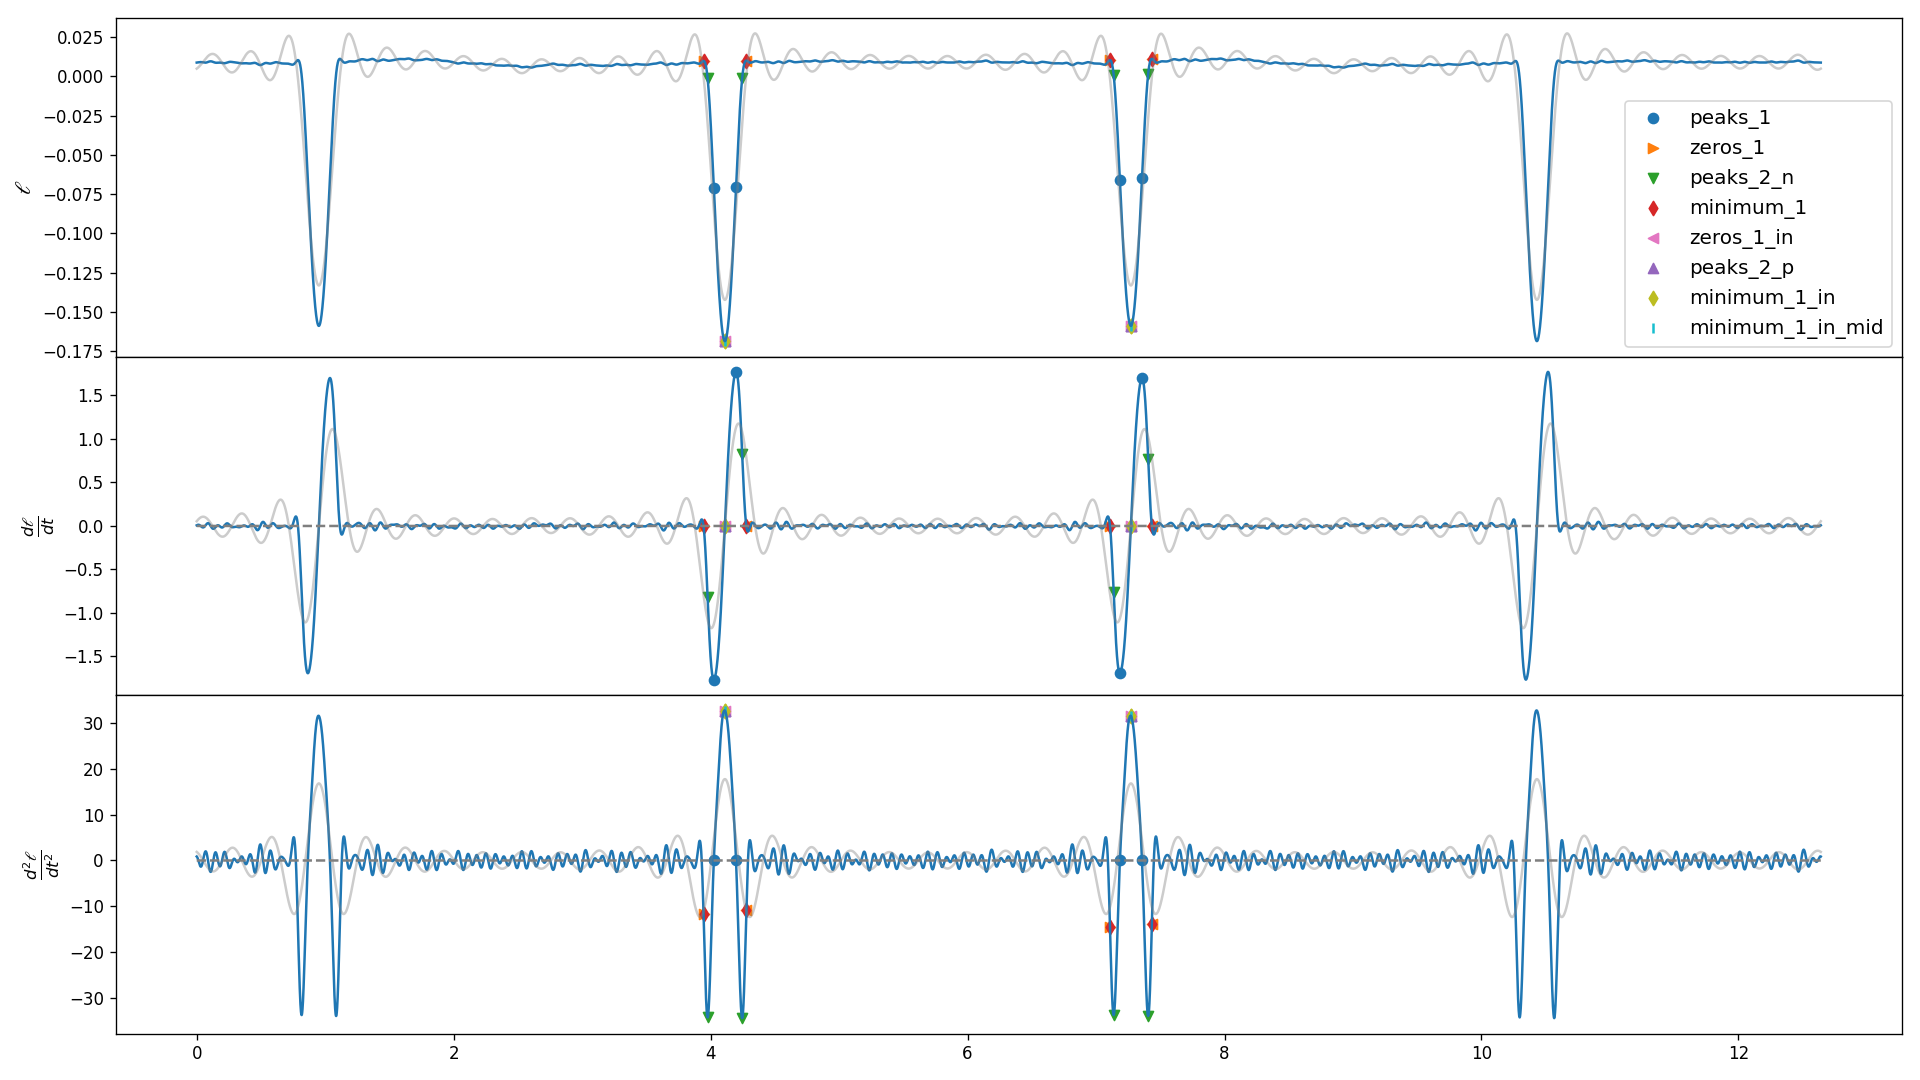 0.025
0.000
−0.025
−0.050
−0.075
−0.100
−0.125
−0.150
−0.175
ℓ
peaks_1
zeros_1
peaks_2_n
minimum_1
zeros_1_in
peaks_2_p
minimum_1_in
minimum_1_in_mid
1.5
1.0
0.5
0.0
−0.5
−1.0
−1.5
dℓ
dt
30
20
10
0
−10
−20
−30
d²ℓ
dt²
0 2 4 6 8 10 12